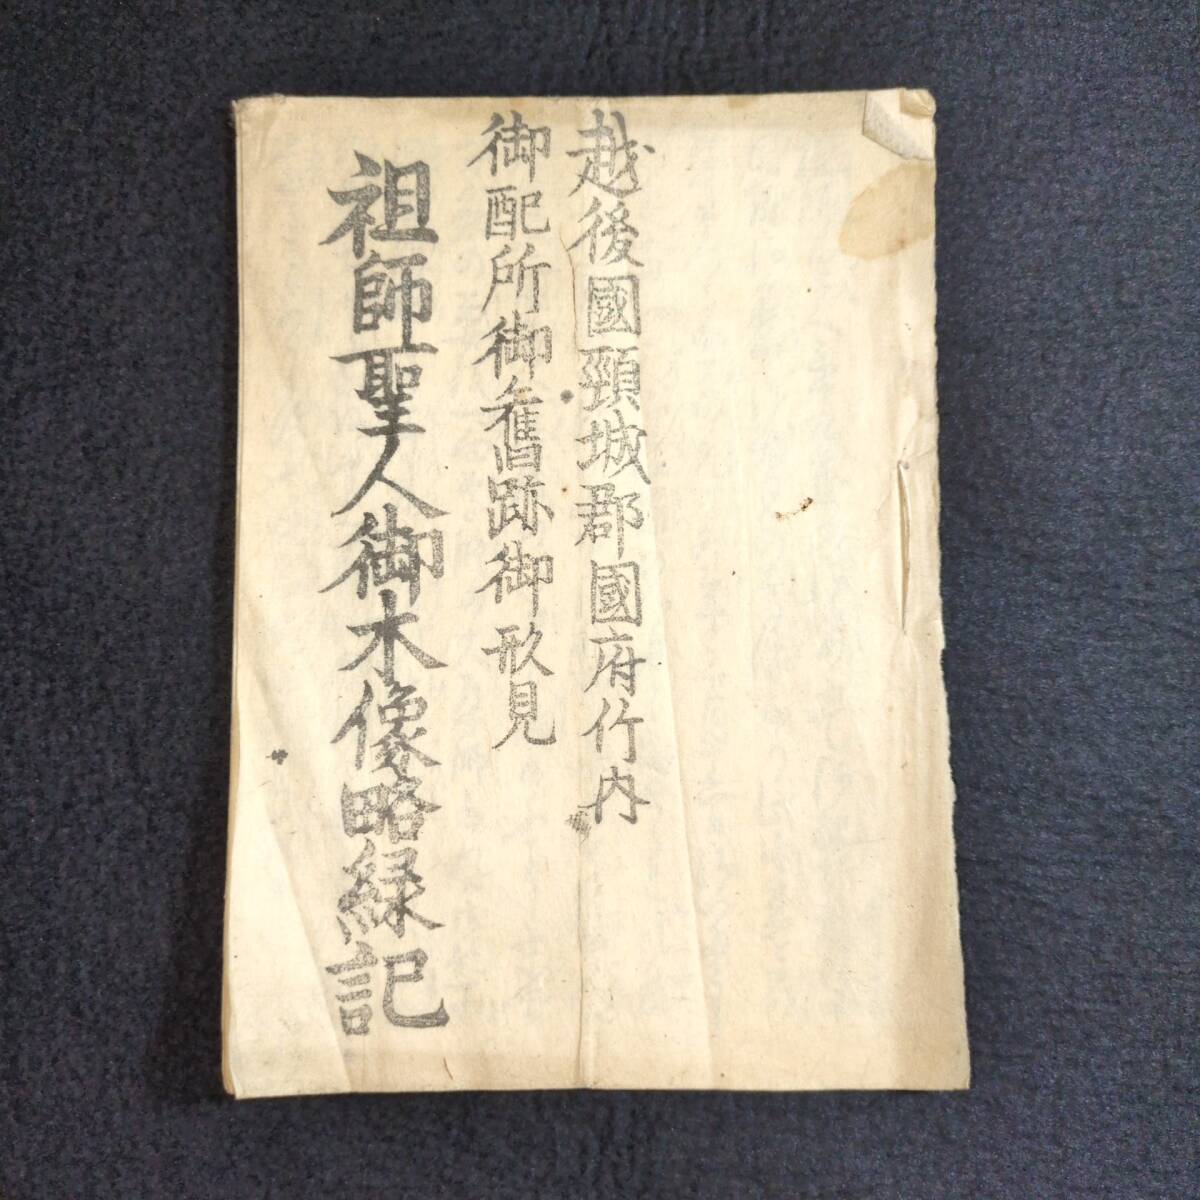 越後國頸城郡國府竹内
御配所御舊跡御形見
祖師聖人御木像略縁記